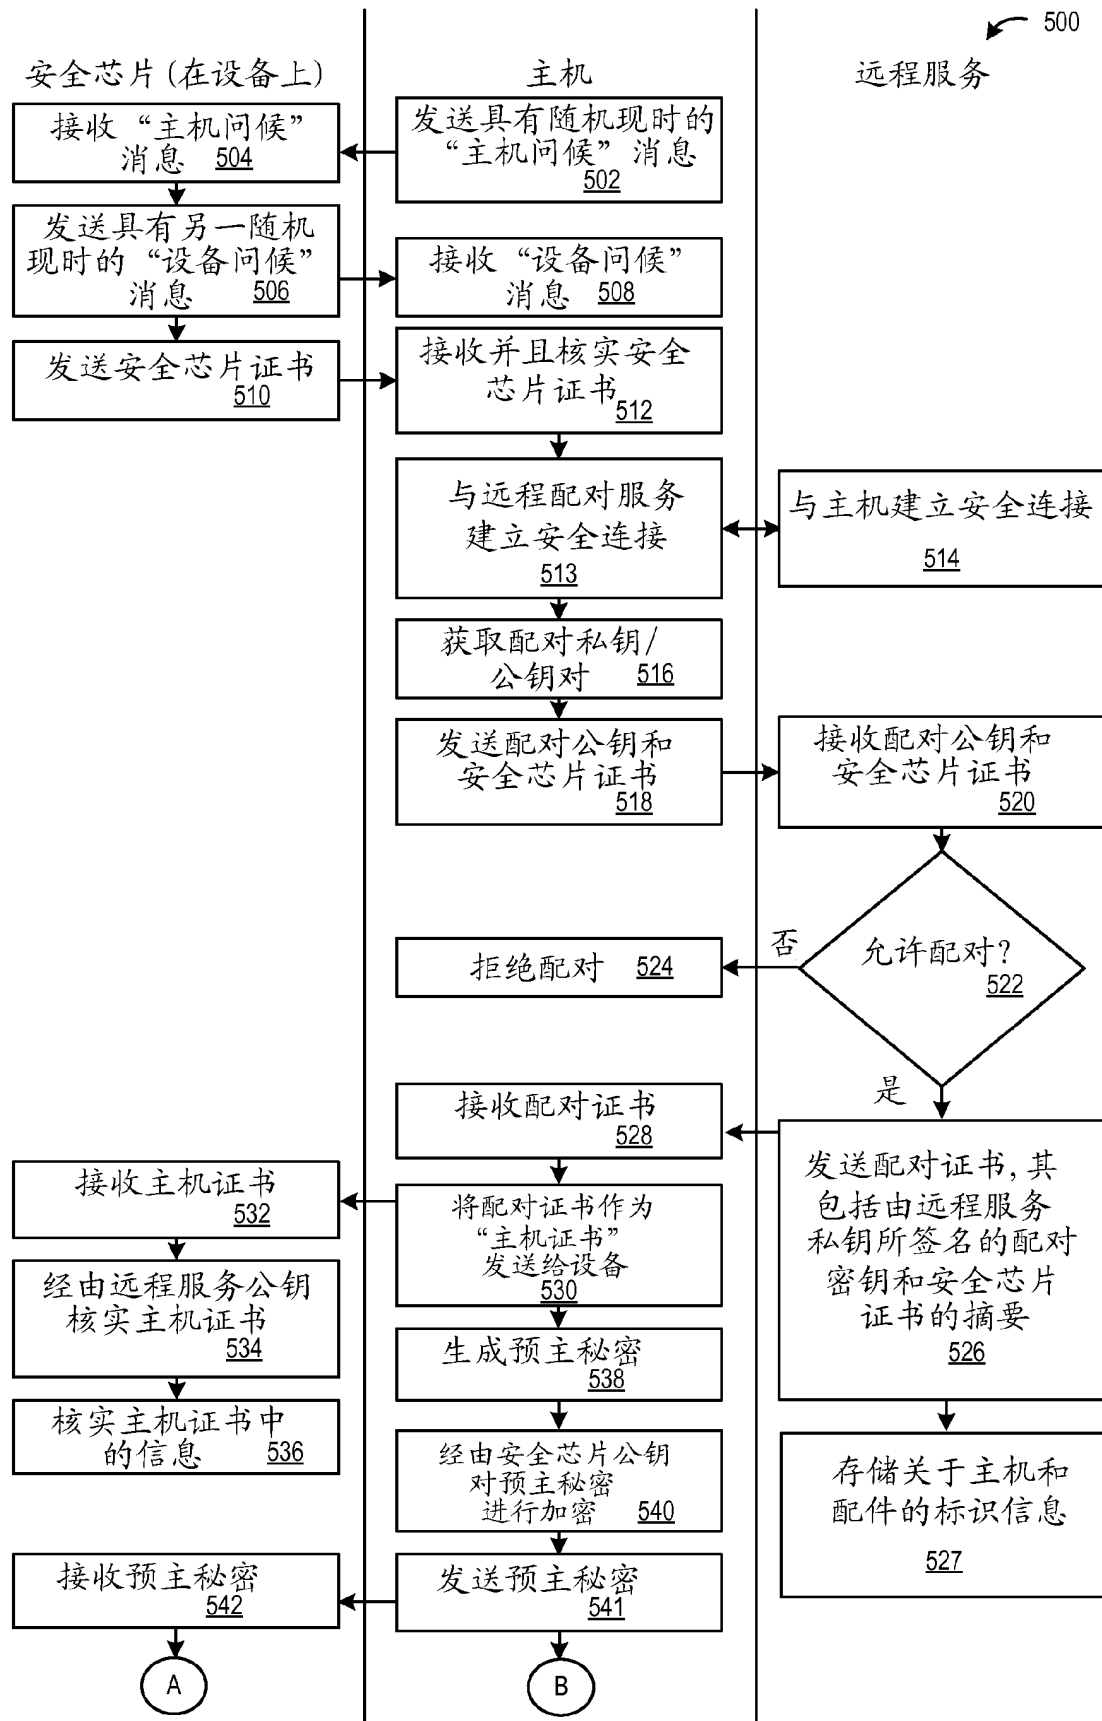 500
安全芯片(在设备上)
主机
远程服务
发送具有随机现时的
“主机问候” 消息
502
接收 “主机问候”
消息 504
发送具有另一随机
现时的 “设备问候”
消息 506
接收 “设备问候”
消息 508
发送安全芯片证书
510
接收并且核实安全
芯片证书 512
与远程配对服务
建立安全连接
513
与主机建立安全连接
514
获取配对私钥/
公钥对 516
发送配对公钥和
安全芯片证书
518
接收配对公钥和
安全芯片证书
520
允许配对?
522
否
拒绝配对 524
是
发送配对证书, 其
包括由远程服务
私钥所签名的配对
密钥和安全芯片
证书的摘要
526
存储关于主机和
配件的标识信息
527
接收配对证书
528
将配对证书作为
“主机证书”
发送给设备
530
接收主机证书
532
经由远程服务公钥
核实主机证书
534
核实主机证书中
的信息 536
生成预主秘密
538
经由安全芯片公钥
对预主秘密
进行加密 540
发送预主秘密
541
接收预主秘密
542
A
B